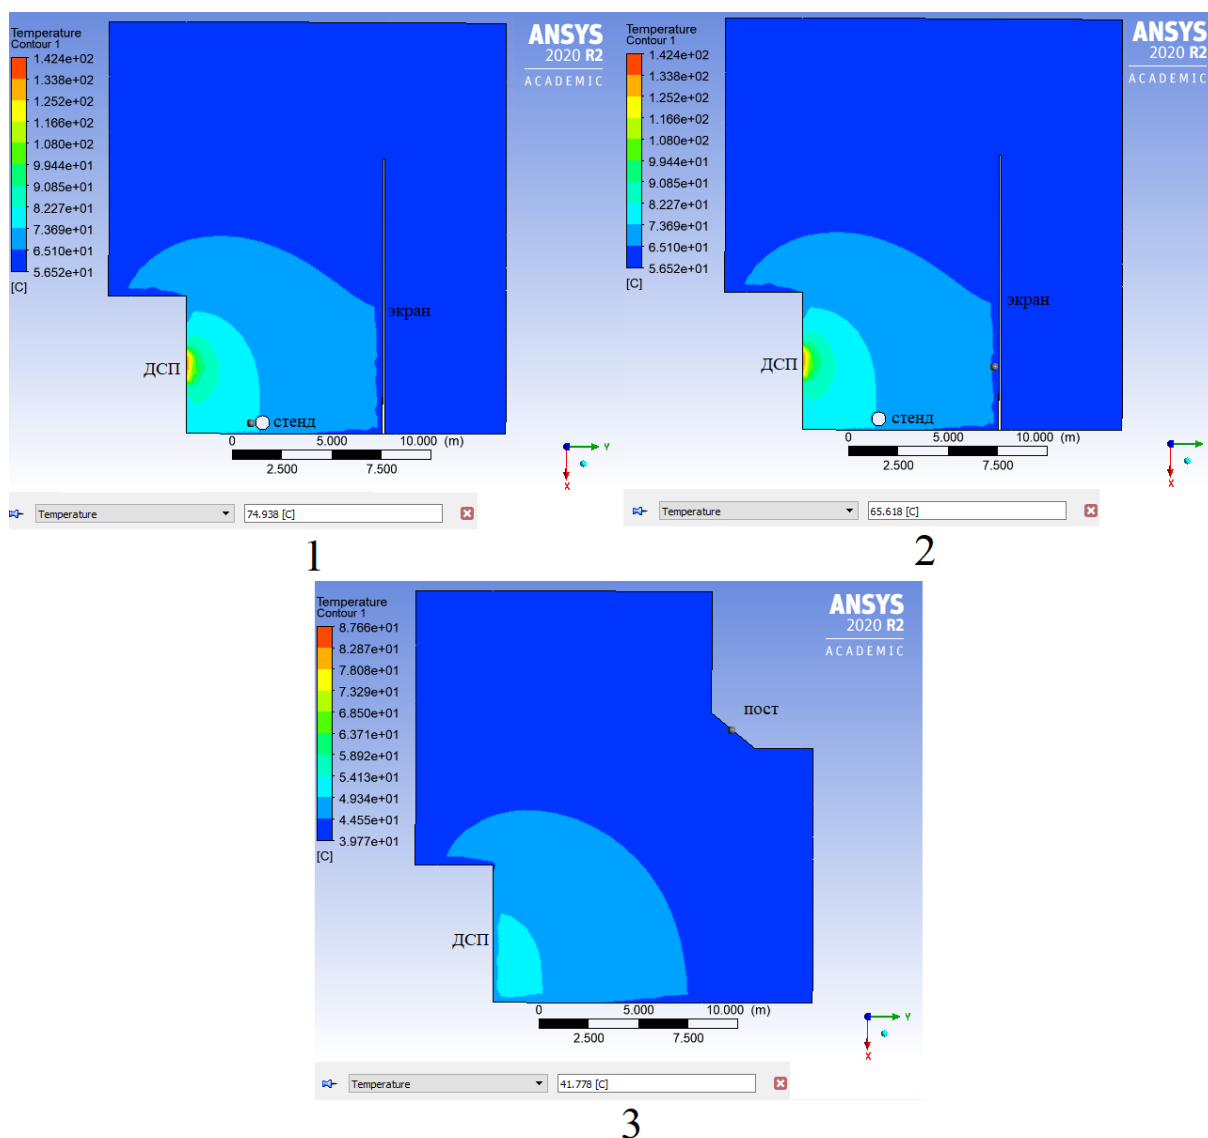 Temperature
Contour 1
1.424e+02
1.338e+02
1.252e+02
1.166e+02
1.080e+02
9.944e+01
9.085e+01
8.227e+01
7.369e+01
6.510e+01
5.652e+01
[C]
ANSYS
2020 R2
ACADEMIC
экран
ДСП
стенд
0 5.000 10.000 (m)
2.500 7.500
Y
X
Temperature 74.938 [C]
1
Temperature
Contour 1
1.424e+02
1.338e+02
1.252e+02
1.166e+02
1.080e+02
9.944e+01
9.085e+01
8.227e+01
7.369e+01
6.510e+01
5.652e+01
[C]
ANSYS
2020 R2
ACADEMIC
экран
ДСП
стенд
0 5.000 10.000 (m)
2.500 7.500
X
Temperature 65.618 [C]
2
Temperature
Contour 1
8.766e+01
8.287e+01
7.808e+01
7.329e+01
6.850e+01
6.371e+01
5.892e+01
5.413e+01
4.934e+01
4.455e+01
3.977e+01
[C]
ANSYS
2020 R2
ACADEMIC
пост
ДСП
0 5.000 10.000 (m)
2.500 7.500
Y
X
Temperature 41.778 [C]
3